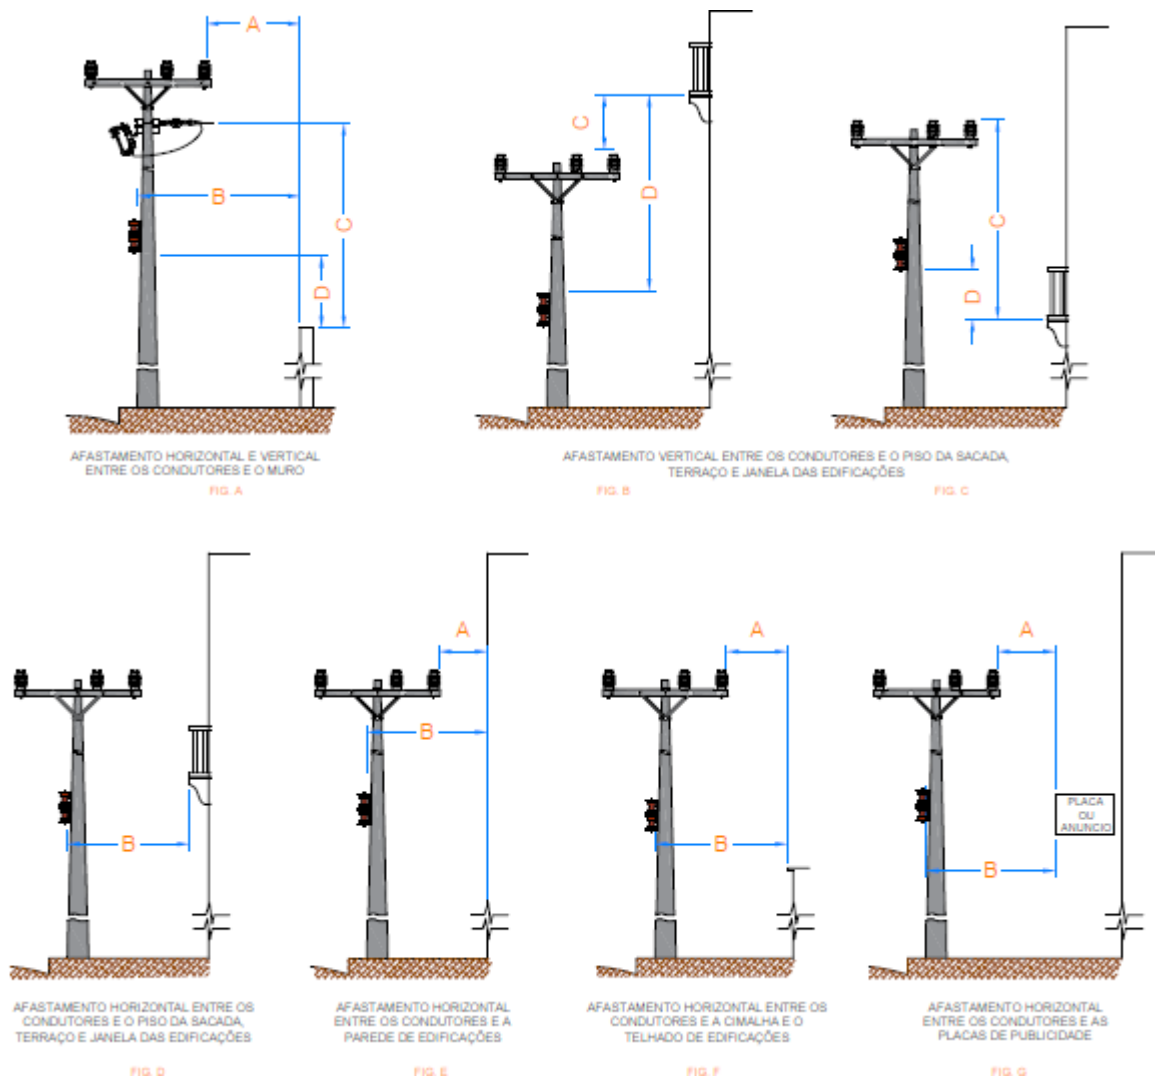 A
B
C
D
AFASTAMENTO HORIZONTAL E VERTICAL
ENTRE OS CONDUTORES E O MURO
FIG. A
C
D
C
D
AFASTAMENTO VERTICAL ENTRE OS CONDUTORES E O PISO DA SACADA,
TERRAÇO E JANELA DAS EDIFICAÇÕES
FIG. B
FIG. C
B
AFASTAMENTO HORIZONTAL ENTRE OS
CONDUTORES E O PISO DA SACADA,
TERRAÇO E JANELA DAS EDIFICAÇÕES
FIG. D
A
B
AFASTAMENTO HORIZONTAL
ENTRE OS CONDUTORES E A
PAREDE DE EDIFICAÇÕES
FIG. E
A
B
AFASTAMENTO HORIZONTAL ENTRE OS
CONDUTORES E A CIMALHA E O
TELHADO DE EDIFICAÇÕES
FIG. F
A
B
PLACA
OU
ANUNCIO
AFASTAMENTO HORIZONTAL
ENTRE OS CONDUTORES E AS
PLACAS DE PUBLICIDADE
FIG. G